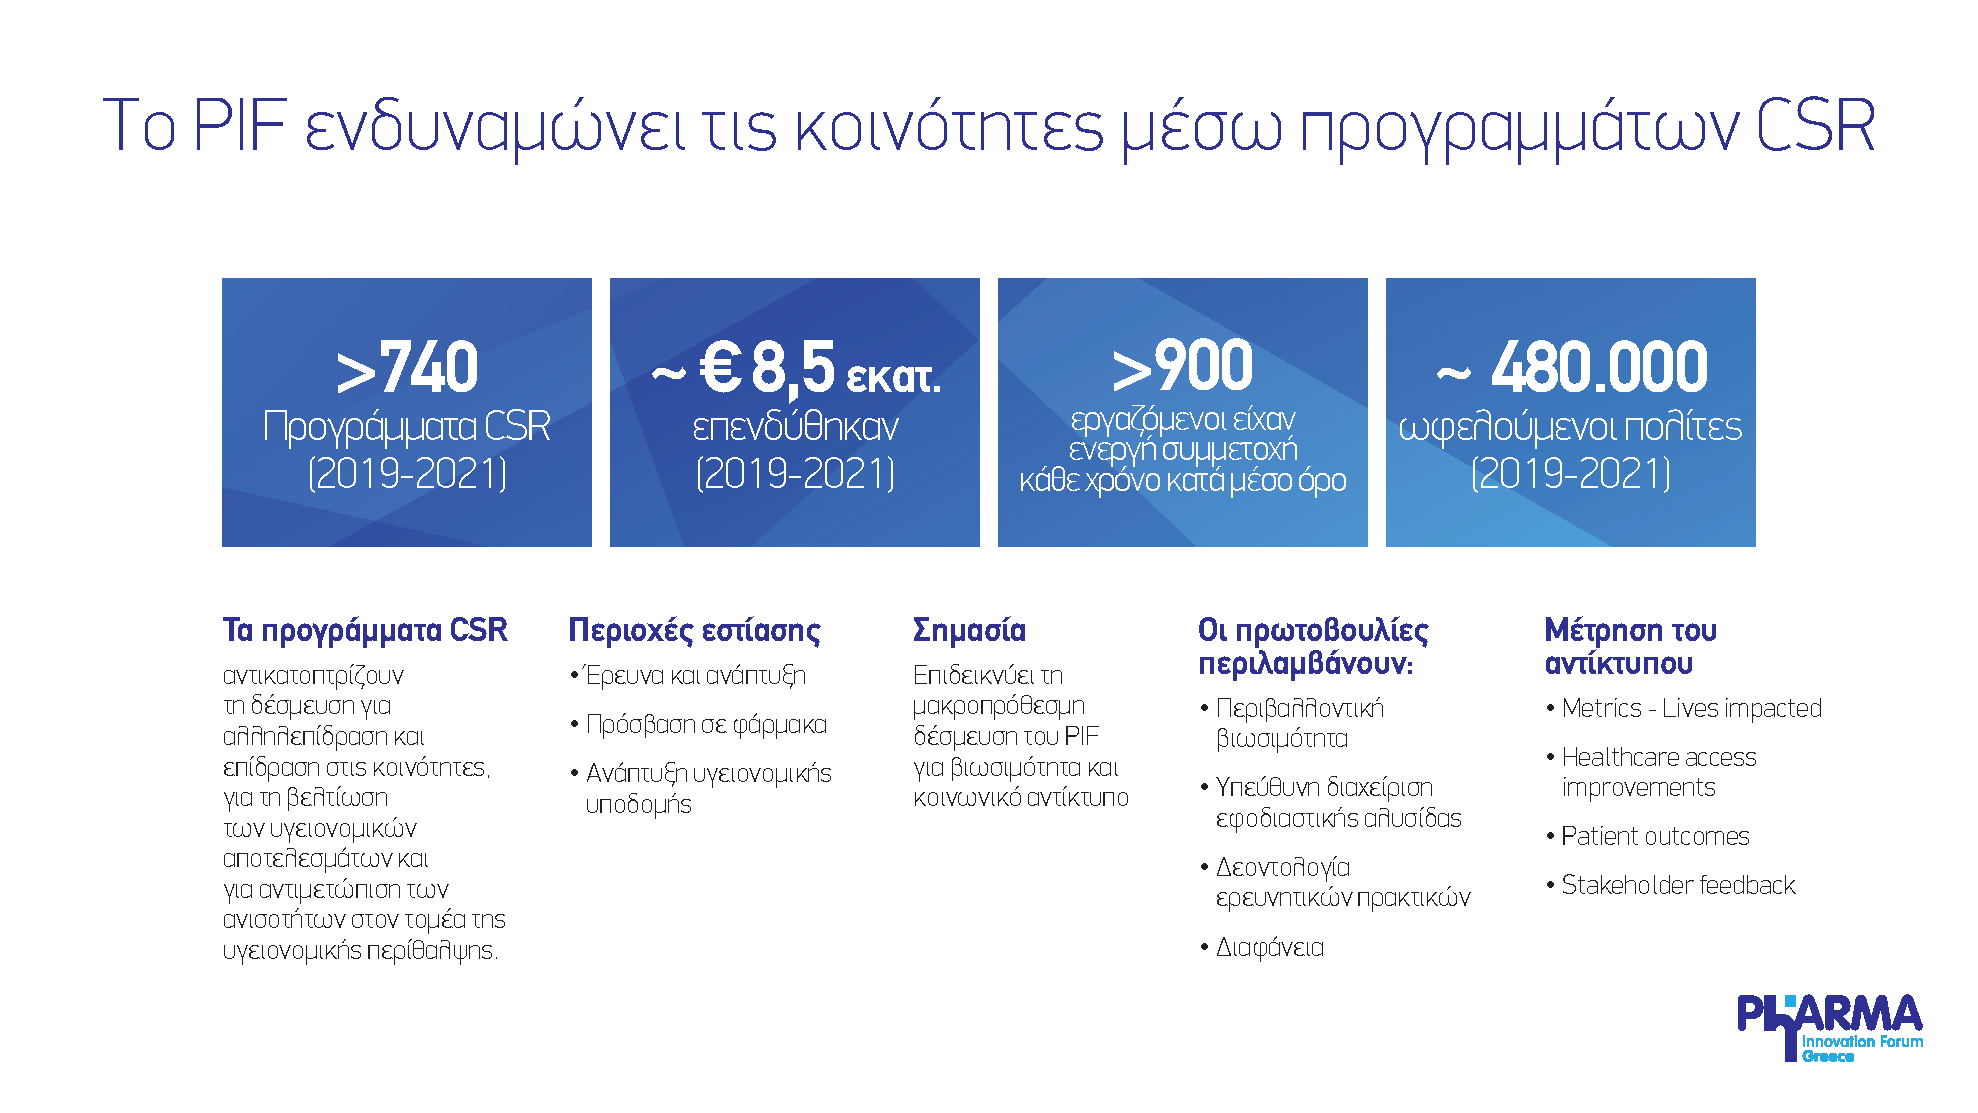 Το PIF ενδυναμώνει τις κοινότητες μέσω προγραμμάτων CSR
>740
Προγράμματα CSR
(2019-2021)
~ € 8,5 εκατ.
επενδύθηκαν
(2019-2021)
>900
εργαζόμενοι είχαν
ενεργή συμμετοχή
κάθε χρόνο κατά μέσο όρο
~ 480.000
ωφελούμενοι πολίτες
(2019-2021)
Τα προγράμματα CSR
αντικατοπτρίζουν
τη δέσμευση για
αλληλεπίδραση και
επίδραση στις κοινότητες,
για τη βελτίωση
των υγειονομικών
αποτελεσμάτων και
για αντιμετώπιση των
ανισοτήτων στον τομέα της
υγειονομικής περίθαλψης.
Περιοχές εστίασης
• Έρευνα και ανάπτυξη
• Πρόσβαση σε φάρμακα
• Ανάπτυξη υγειονομικής
υποδομής
Σημασία
Επιδεικνύει τη
μακροπρόθεσμη
δέσμευση του PIF
για βιωσιμότητα και
κοινωνικό αντίκτυπο
Οι πρωτοβουλίες
περιλαμβάνουν:
• Περιβαλλοντική
βιωσιμότητα
• Υπεύθυνη διαχείριση
εφοδιαστικής αλυσίδας
• Δεοντολογία
ερευνητικών πρακτικών
• Διαφάνεια
Μέτρηση του
αντίκτυπου
• Metrics - Lives impacted
• Healthcare access
improvements
• Patient outcomes
• Stakeholder feedback
PhARMA
Innovation Forum
Greece